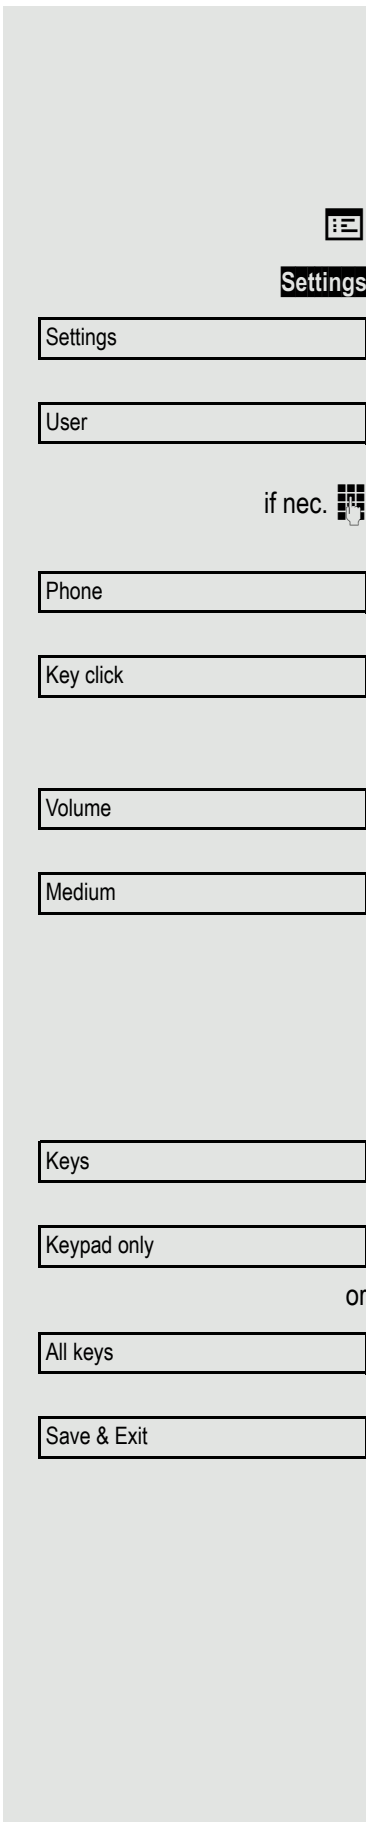 Settings
Settings
User
if nec.
Phone
Key click
Volume
Medium
Keys
Keypad only
or
All keys
Save & Exit